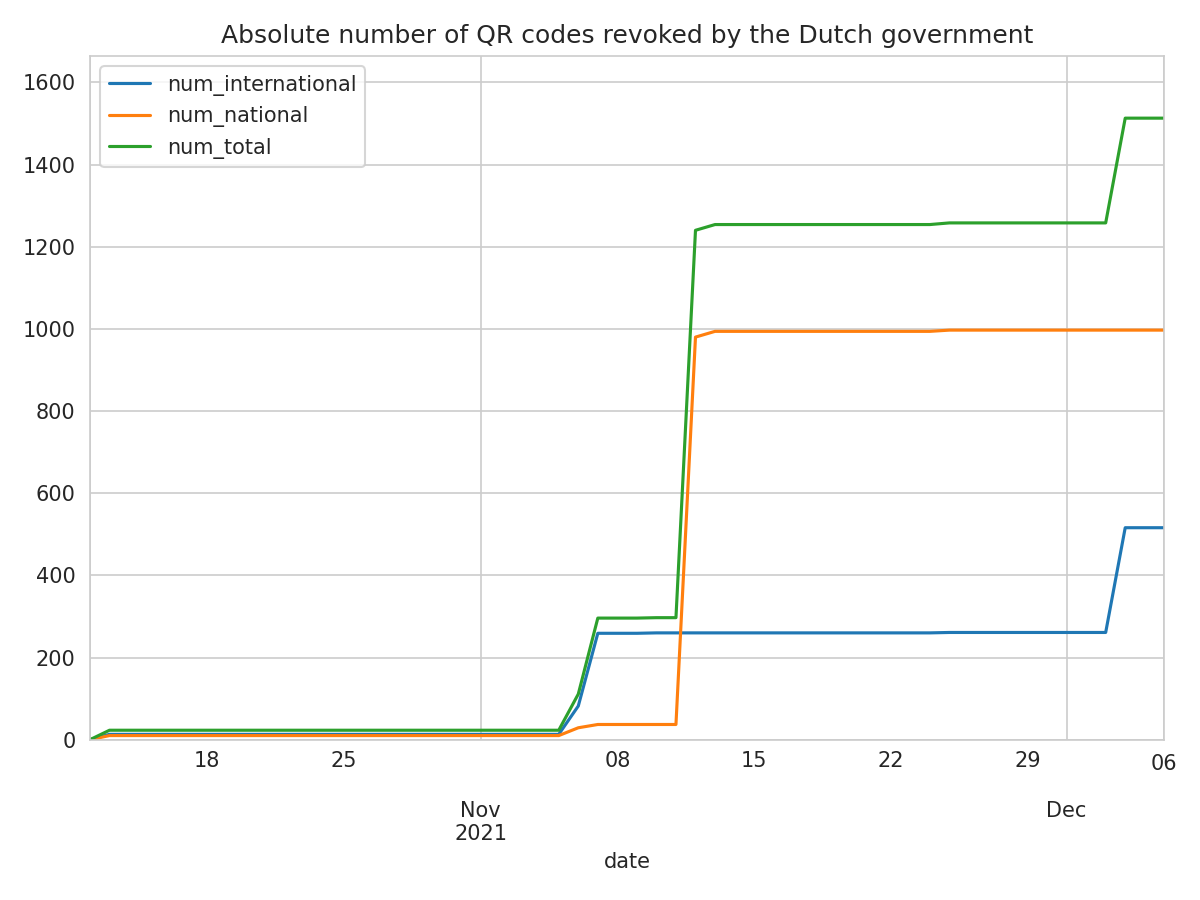 Absolute number of QR codes revoked by the Dutch government
num_international
num_national
num_total
1600
1400
1200
1000
800
600
400
200
0
18 25 08 15 22 29 06
Nov Dec
2021
date